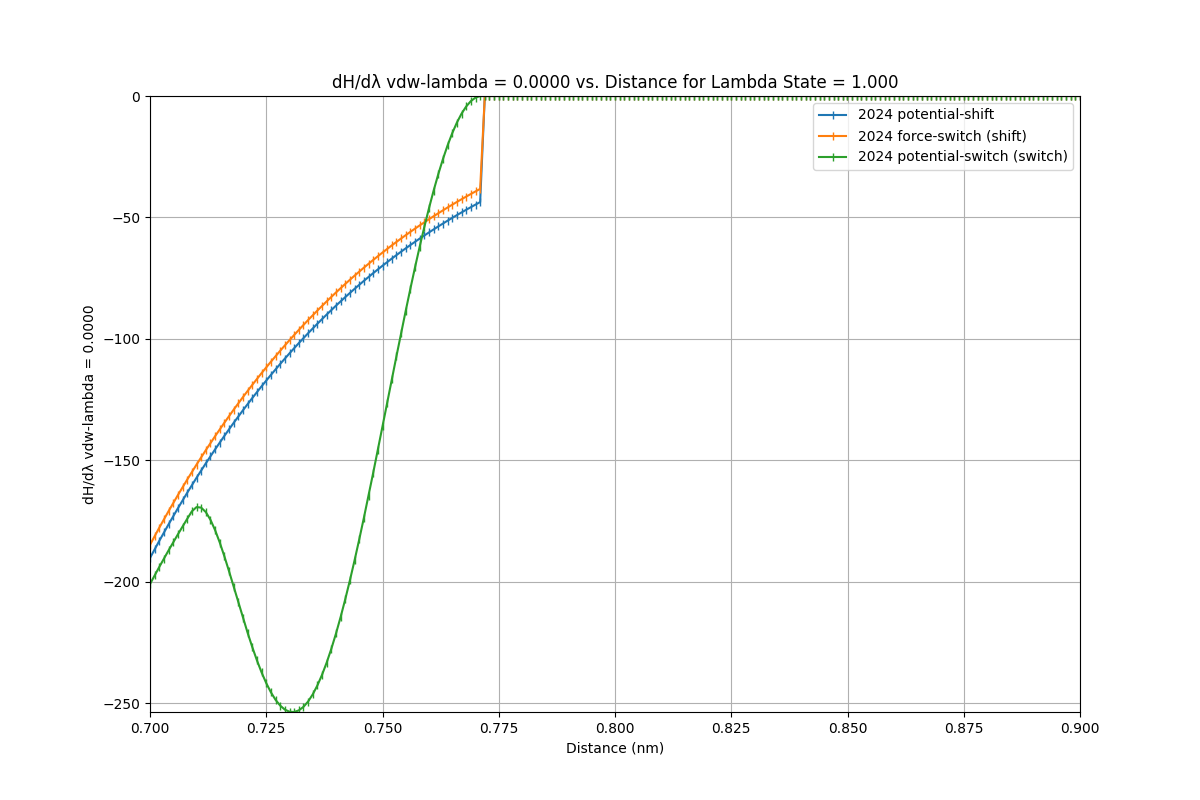 dH/dλ vdw-lambda = 0.0000 vs. Distance for Lambda State = 1.000
2024 potential-shift
2024 force-switch (shift)
2024 potential-switch (switch)
dH/dλ vdw-lambda = 0.0000
0
−50
−100
−150
−200
−250
0.700 0.725 0.750 0.775 0.800 0.825 0.850 0.875 0.900
Distance (nm)